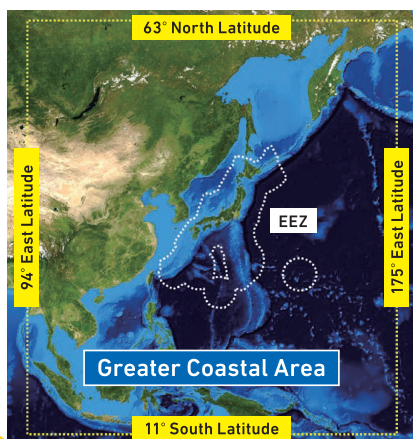 63° North Latitude
94° East Latitude
EEZ
175° East Latitude
Greater Coastal Area
11° South Latitude